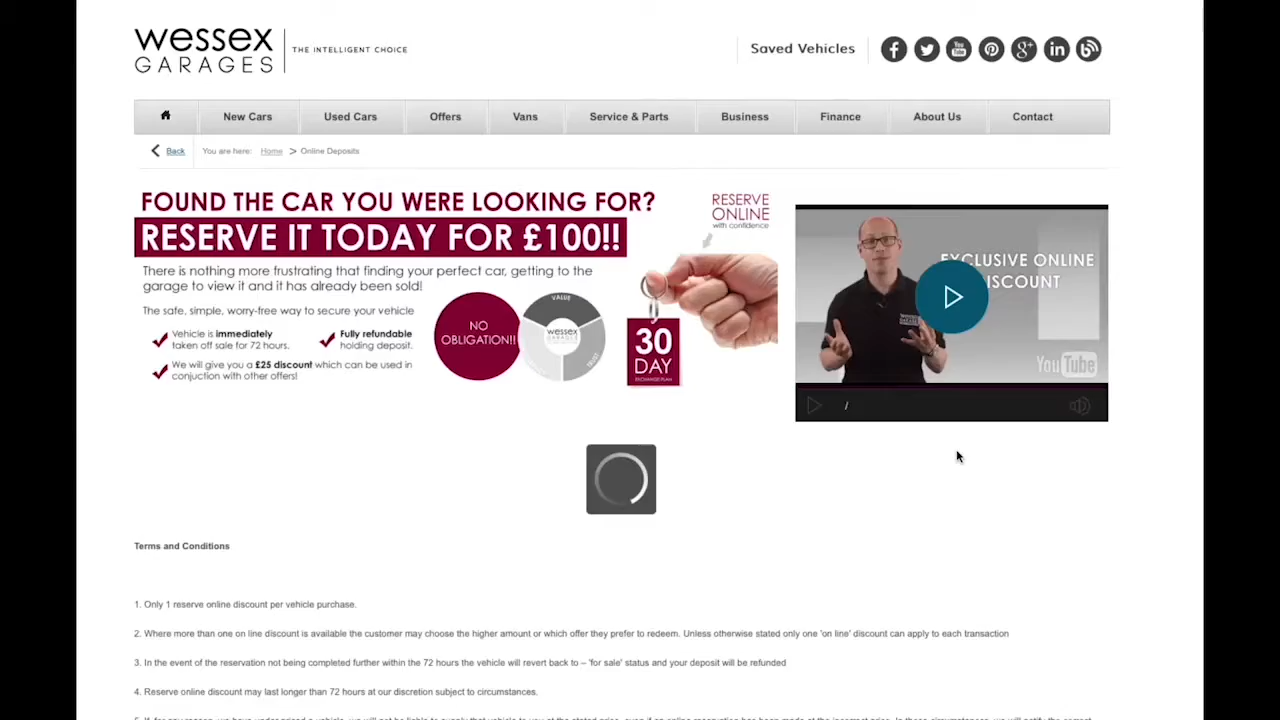 wessex
GARAGES
THE INTELLIGENT CHOICE
Saved Vehicles
New Cars
Used Cars
Offers
Vans
Service & Parts
Business
Finance
About Us
Contact
Back
You are here: Home > Online Deposits
FOUND THE CAR YOU WERE LOOKING FOR?
RESERVE IT TODAY FOR £100!!
There is nothing more frustrating that finding your perfect car, getting to the
garage to view it and it has already been sold!
The safe, simple, worry-free way to secure your vehicle
Vehicle is immediately
taken off sale for 72 hours.
Fully refundable
holding deposit.
We will give you a £25 discount which can be used in
conjuction with other offers!
NO
OBLIGATION!!
VALUE
wessex
GARAGES
TRUST
RESERVE
ONLINE
with confidence
30
DAY
EXCHANGE PLAN
EXCLUSIVE ONLINE
DISCOUNT
YouTube
/
Terms and Conditions
1. Only 1 reserve online discount per vehicle purchase.
2. Where more than one on line discount is available the customer may choose the higher amount or which offer they prefer to redeem. Unless otherwise stated only one 'on line' discount can apply to each transaction
3. In the event of the reservation not being completed further within the 72 hours the vehicle will revert back to – 'for sale' status and your deposit will be refunded
4. Reserve online discount may last longer than 72 hours at our discretion subject to circumstances.